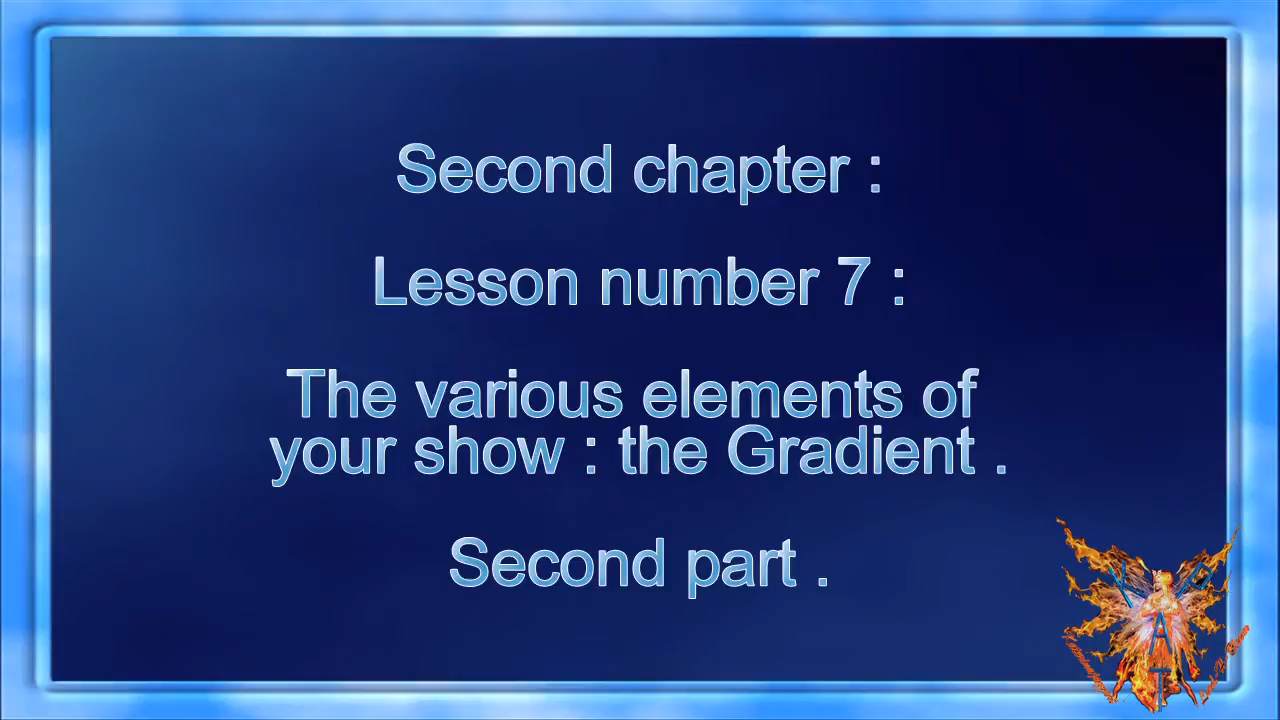 Second chapter :
Lesson number 7 :
The various elements of
your show : the Gradient .
Second part .